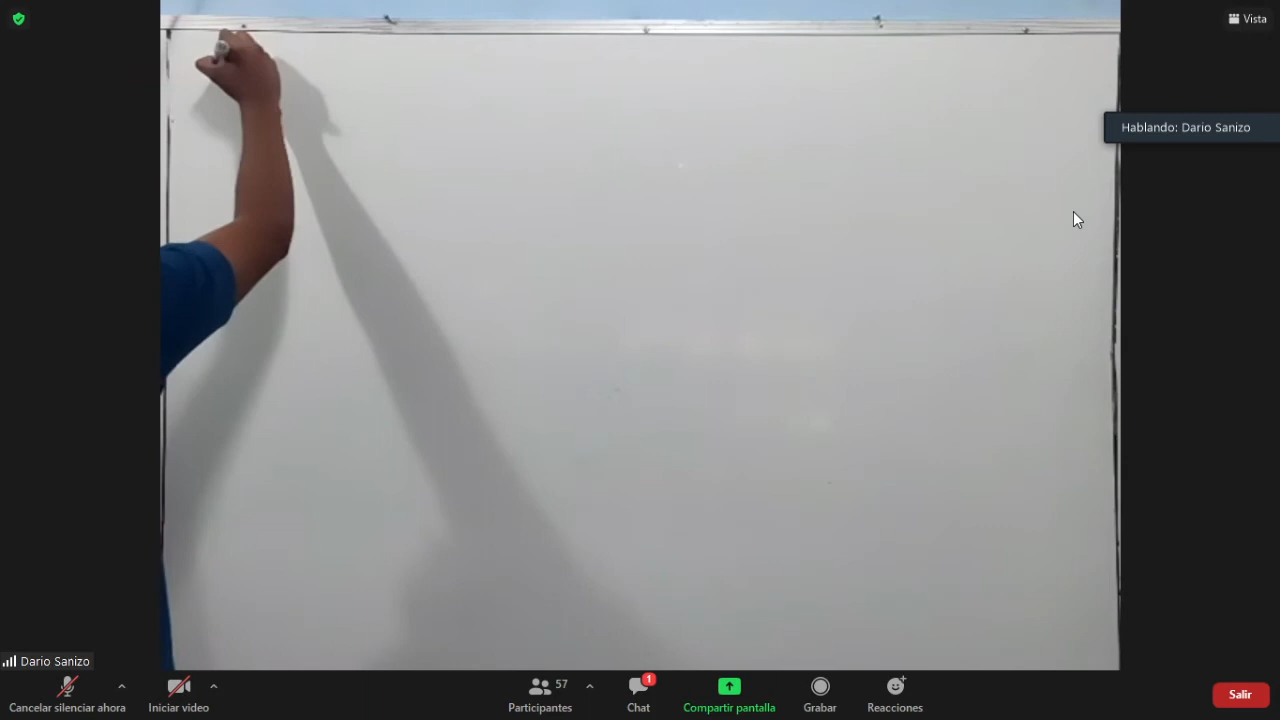 Vista
Hablando: Dario Sanizo
Dario Sanizo
Cancelar silenciar ahora
Iniciar video
57
Participantes
1
Chat
Compartir pantalla
Grabar
Reacciones
Salir